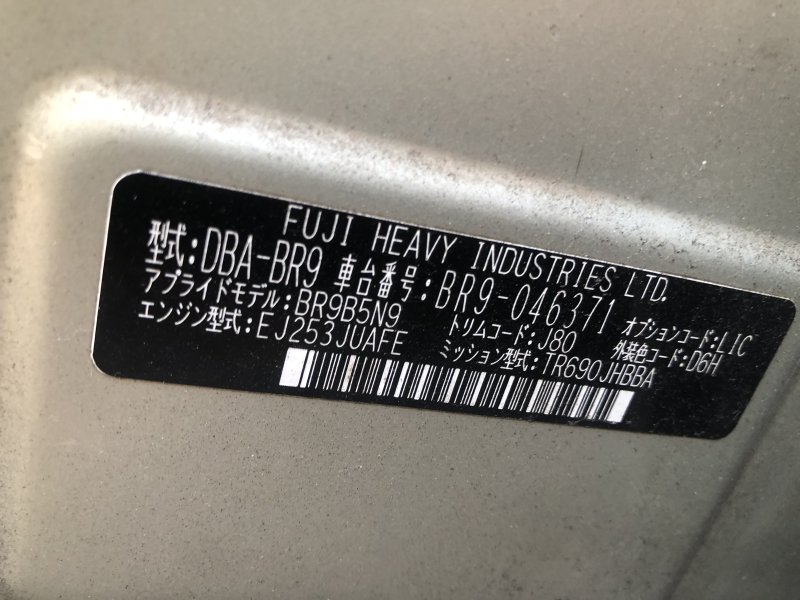 FUJI HEAVY INDUSTRIES LTD.
型式:DBA-BR9 車台番号:BR9-046371
アプライドモデル:BR9B5N9 トリムコード:J80 オプションコード:LIC
エンジン型式:EJ253JUAFE ミッション型式:TR690JHBBA 外装色コード:D6H